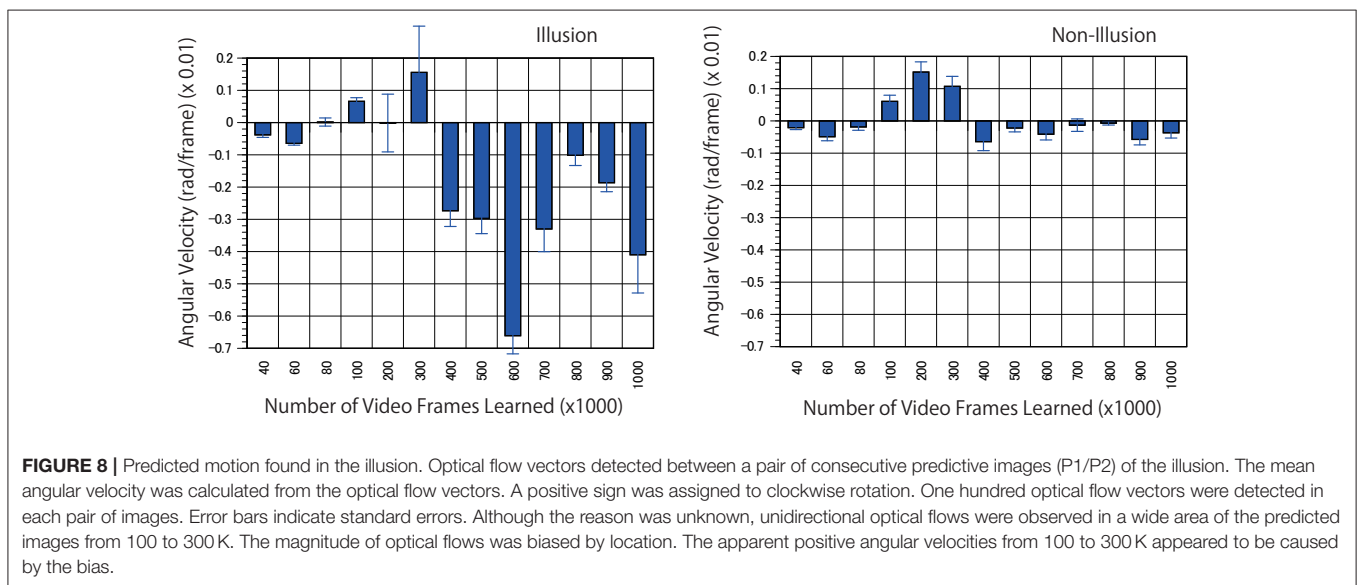 Illusion
Angular Velocity (rad/frame) (x 0.01)
0.2
0.1
0
−0.1
−0.2
−0.3
−0.4
−0.5
−0.6
−0.7
40 60 80 100 200 300 400 500 600 700 800 900 1000
Number of Video Frames Learned (x1000)
Non-Illusion
Angular Velocity (rad/frame) (x 0.01)
0.2
0.1
0
−0.1
−0.2
−0.3
−0.4
−0.5
−0.6
−0.7
40 60 80 100 200 300 400 500 600 700 800 900 1000
Number of Video Frames Learned (x1000)
FIGURE 8 | Predicted motion found in the illusion. Optical flow vectors detected between a pair of consecutive predictive images (P1/P2) of the illusion. The mean
angular velocity was calculated from the optical flow vectors. A positive sign was assigned to clockwise rotation. One hundred optical flow vectors were detected in
each pair of images. Error bars indicate standard errors. Although the reason was unknown, unidirectional optical flows were observed in a wide area of the predicted
images from 100 to 300 K. The magnitude of optical flows was biased by location. The apparent positive angular velocities from 100 to 300 K appeared to be caused
by the bias.